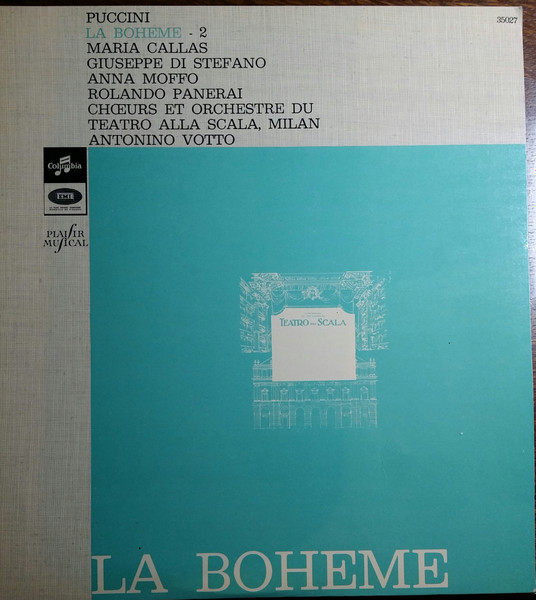 PUCCINI
35027
LA BOHEME - 2
MARIA CALLAS
GIUSEPPE DI STEFANO
ANNA MOFFO
ROLANDO PANERAI
CHŒURS ET ORCHESTRE DU
TEATRO ALLA SCALA, MILAN
ANTONINO VOTTO
Columbia
EMI
PLAISIR
MUSICAL
TEATRO SCALA
LA BOHEME